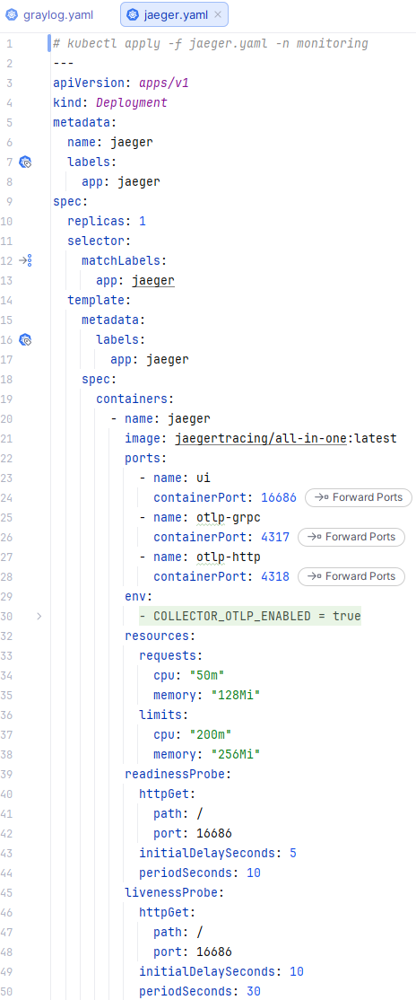 graylog.yaml jaeger.yaml
1 # kubectl apply -f jaeger.yaml -n monitoring
2 ---
3 apiVersion: apps/v1
4 kind: Deployment
5 metadata:
6   name: jaeger
7   labels:
8     app: jaeger
9 spec:
10   replicas: 1
11   selector:
12     matchLabels:
13       app: jaeger
14   template:
15     metadata:
16       labels:
17         app: jaeger
18     spec:
19       containers:
20         - name: jaeger
21           image: jaegertracing/all-in-one:latest
22           ports:
23             - name: ui
24               containerPort: 16686 Forward Ports
25             - name: otlp-grpc
26               containerPort: 4317 Forward Ports
27             - name: otlp-http
28               containerPort: 4318 Forward Ports
29           env:
30             - COLLECTOR_OTLP_ENABLED = true
32           resources:
33             requests:
34               cpu: "50m"
35               memory: "128Mi"
36             limits:
37               cpu: "200m"
38               memory: "256Mi"
39           readinessProbe:
40             httpGet:
41               path: /
42               port: 16686
43             initialDelaySeconds: 5
44             periodSeconds: 10
45           livenessProbe:
46             httpGet:
47               path: /
48               port: 16686
49             initialDelaySeconds: 10
50             periodSeconds: 30